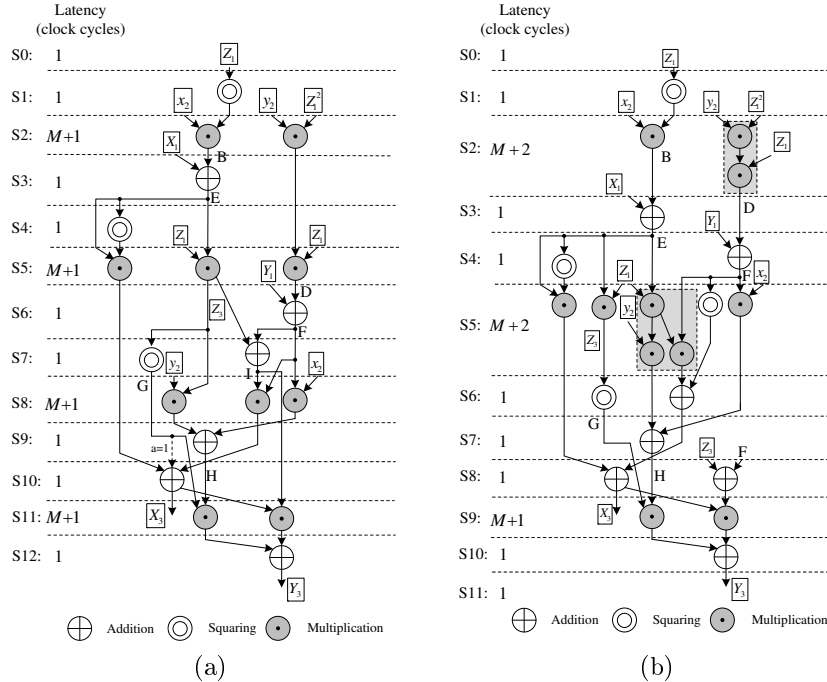 Latency
(clock cycles)
S0: 1
Z₁
S1: 1
x₂
y₂
Z₁²
S2: M+1
B
X₁
S3: 1
E
S4: 1
Z₁
Z₁
S5: M+1
D
Y₁
S6: 1
Z₃
F
S7: 1
G
I
y₂
x₂
S8: M+1
S9: 1
a=1
S10: 1
H
S11: M+1
X₃
S12: 1
Y₃
Addition
Squaring
Multiplication
(a)
Latency
(clock cycles)
S0: 1
Z₁
S1: 1
x₂
y₂
Z₁²
S2: M+2
B
Z₁
D
X₁
S3: 1
E
Y₁
S4: 1
F
Z₁
x₂
y₂
S5: M+2
Z₃
S6: 1
G
S7: 1
Z₃
F
S8: 1
H
X₃
S9: M+1
S10: 1
Y₃
S11: 1
Addition
Squaring
Multiplication
(b)